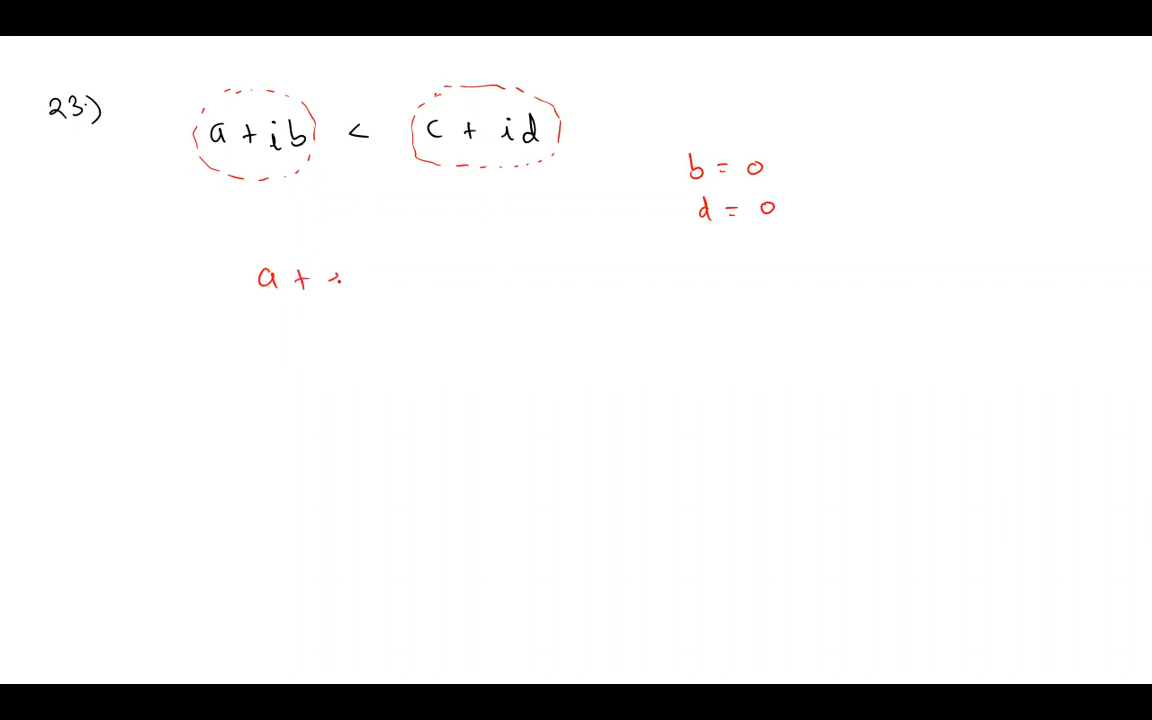 23.) a + ib < c + id
b = 0
d = 0
a +